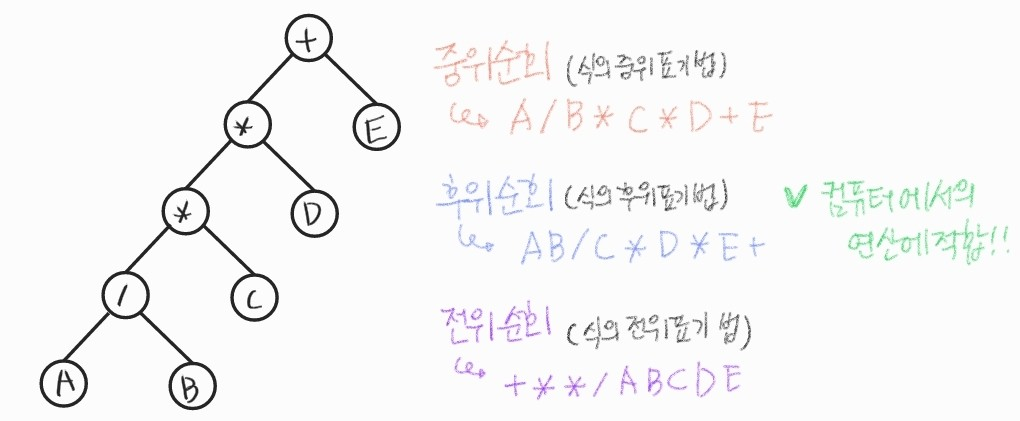 +
*
E
*
D
/
C
A
B
중위순회 (식의 중위표기법)
↳ A/B*C*D+E
후위순회 (식의 후위표기법)
↳ AB/C*D*E+
✓ 컴퓨터에서의
연산에 적합!!
전위순회 (식의 전위표기법)
↳ +**/ABCDE